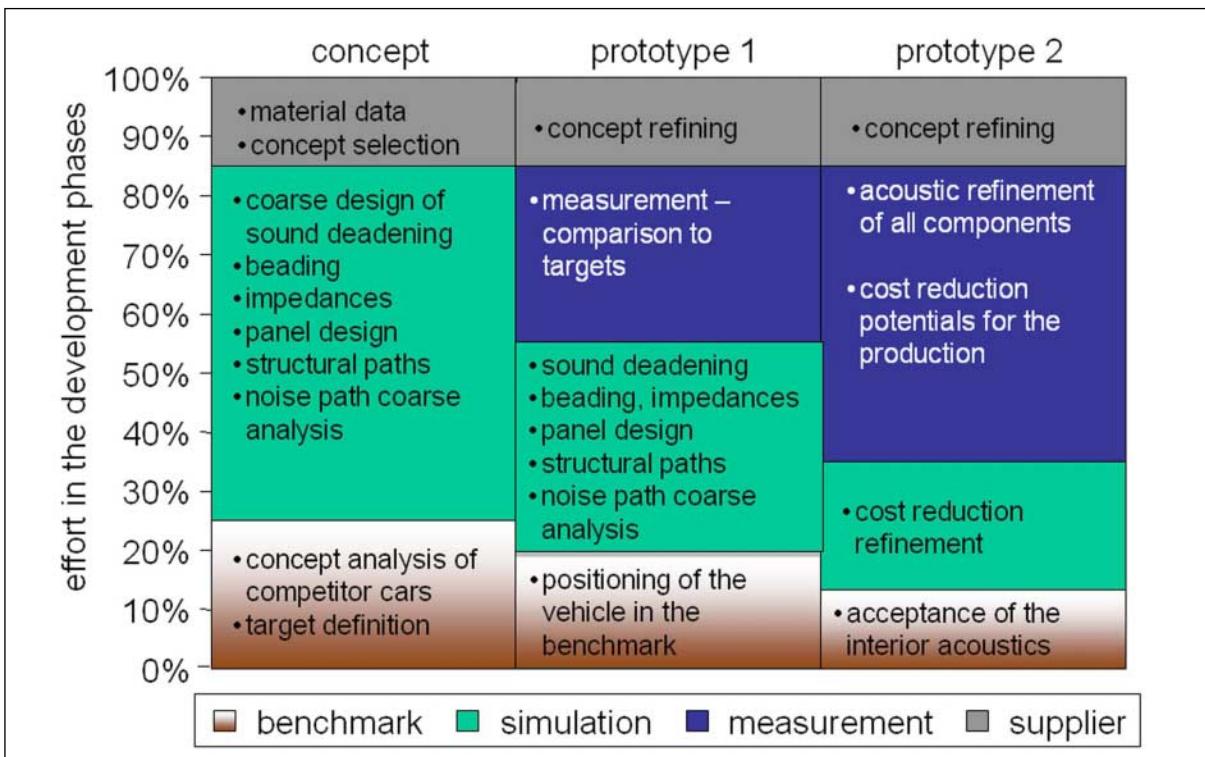 concept
prototype 1
prototype 2
effort in the development phases
100%
90%
80%
70%
60%
50%
40%
30%
20%
10%
0%
• material data
• concept selection
• coarse design of
sound deadening
• beading
• impedances
• panel design
• structural paths
• noise path coarse
analysis
• concept analysis of
competitor cars
• target definition
• concept refining
• measurement –
comparison to
targets
• sound deadening
• beading, impedances
• panel design
• structural paths
• noise path coarse
analysis
• positioning of the
vehicle in the
benchmark
• concept refining
• acoustic refinement
of all components
• cost reduction
potentials for the
production
• cost reduction
refinement
• acceptance of the
interior acoustics
benchmark
simulation
measurement
supplier